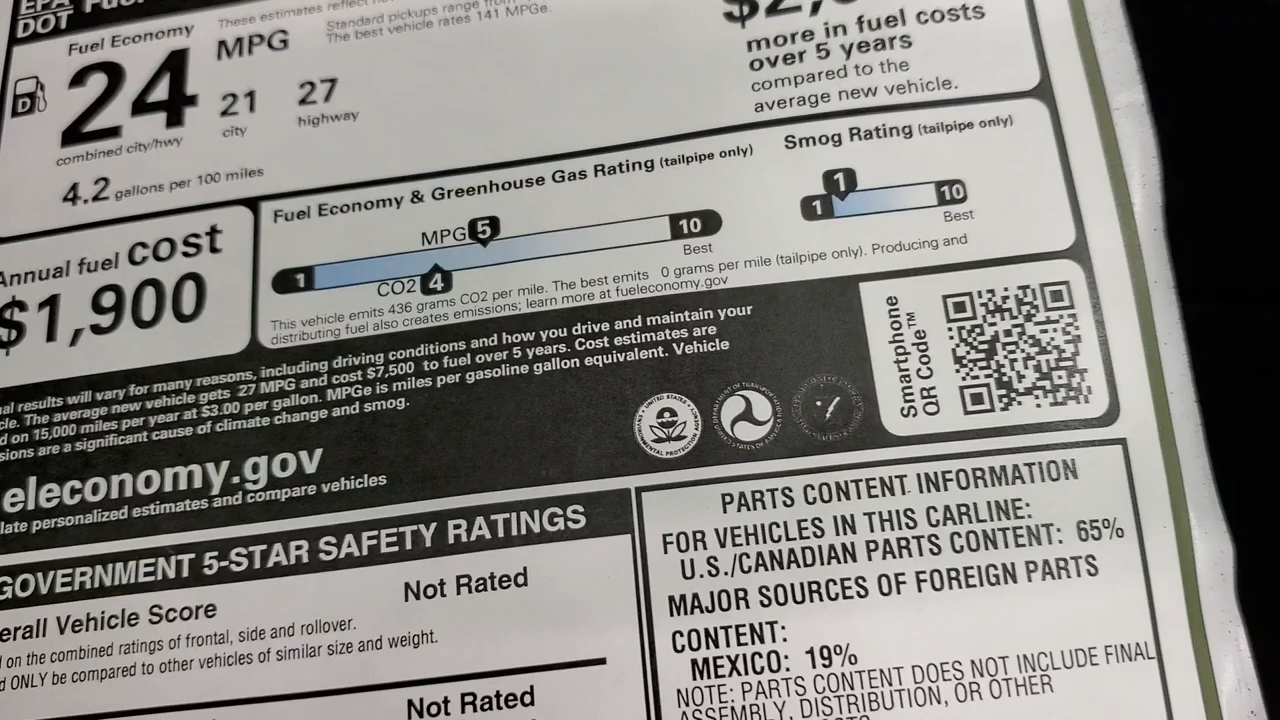 EPA
DOT Fuel
Fuel Economy
These estimates reflect
Standard pickups range from
The best vehicle rates 141 MPGe.
D
24
MPG
21
city
27
highway
combined city/hwy
4.2 gallons per 100 miles
more in fuel costs
over 5 years
compared to the
average new vehicle.
Annual fuel cost
$1,900
Fuel Economy & Greenhouse Gas Rating (tailpipe only)
MPG 5
1
10
Best
CO2 4
Smog Rating (tailpipe only)
1
1
10
Best
This vehicle emits 436 grams CO2 per mile. The best emits 0 grams per mile (tailpipe only). Producing and
distributing fuel also creates emissions; learn more at fueleconomy.gov
results will vary for many reasons, including driving conditions and how you drive and maintain your
The average new vehicle gets 27 MPG and cost $7,500 to fuel over 5 years. Cost estimates are
on 15,000 miles per year at $3.00 per gallon. MPGe is miles per gasoline gallon equivalent. Vehicle
are a significant cause of climate change and smog.
eleconomy.gov
late personalized estimates and compare vehicles
Smartphone
QR Code™
GOVERNMENT 5-STAR SAFETY RATINGS
erall Vehicle Score
Not Rated
on the combined ratings of frontal, side and rollover.
ONLY be compared to other vehicles of similar size and weight.
Not Rated
PARTS CONTENT INFORMATION
FOR VEHICLES IN THIS CARLINE:
U.S./CANADIAN PARTS CONTENT: 65%
MAJOR SOURCES OF FOREIGN PARTS
CONTENT:
MEXICO: 19%
NOTE: PARTS CONTENT DOES NOT INCLUDE FINAL
ASSEMBLY, DISTRIBUTION, OR OTHER